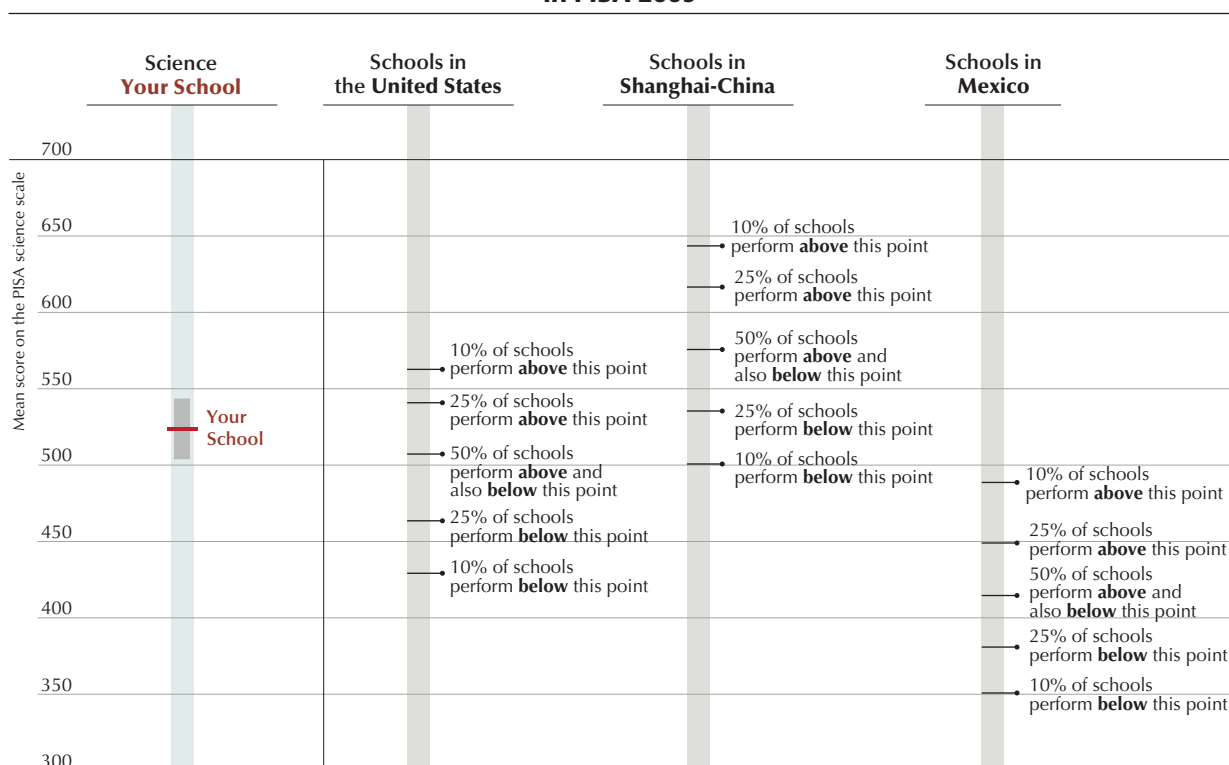 Science
Your School
Schools in
the United States
Schools in
Shanghai-China
Schools in
Mexico
Mean score on the PISA science scale
700
650
600
550
500
450
400
350
300
Your
School
10% of schools
perform above this point
25% of schools
perform above this point
50% of schools
perform above and
also below this point
25% of schools
perform below this point
10% of schools
perform below this point
10% of schools
perform above this point
25% of schools
perform above this point
50% of schools
perform above and
also below this point
25% of schools
perform below this point
10% of schools
perform below this point
10% of schools
perform above this point
25% of schools
perform above this point
50% of schools
perform above and
also below this point
25% of schools
perform below this point
10% of schools
perform below this point